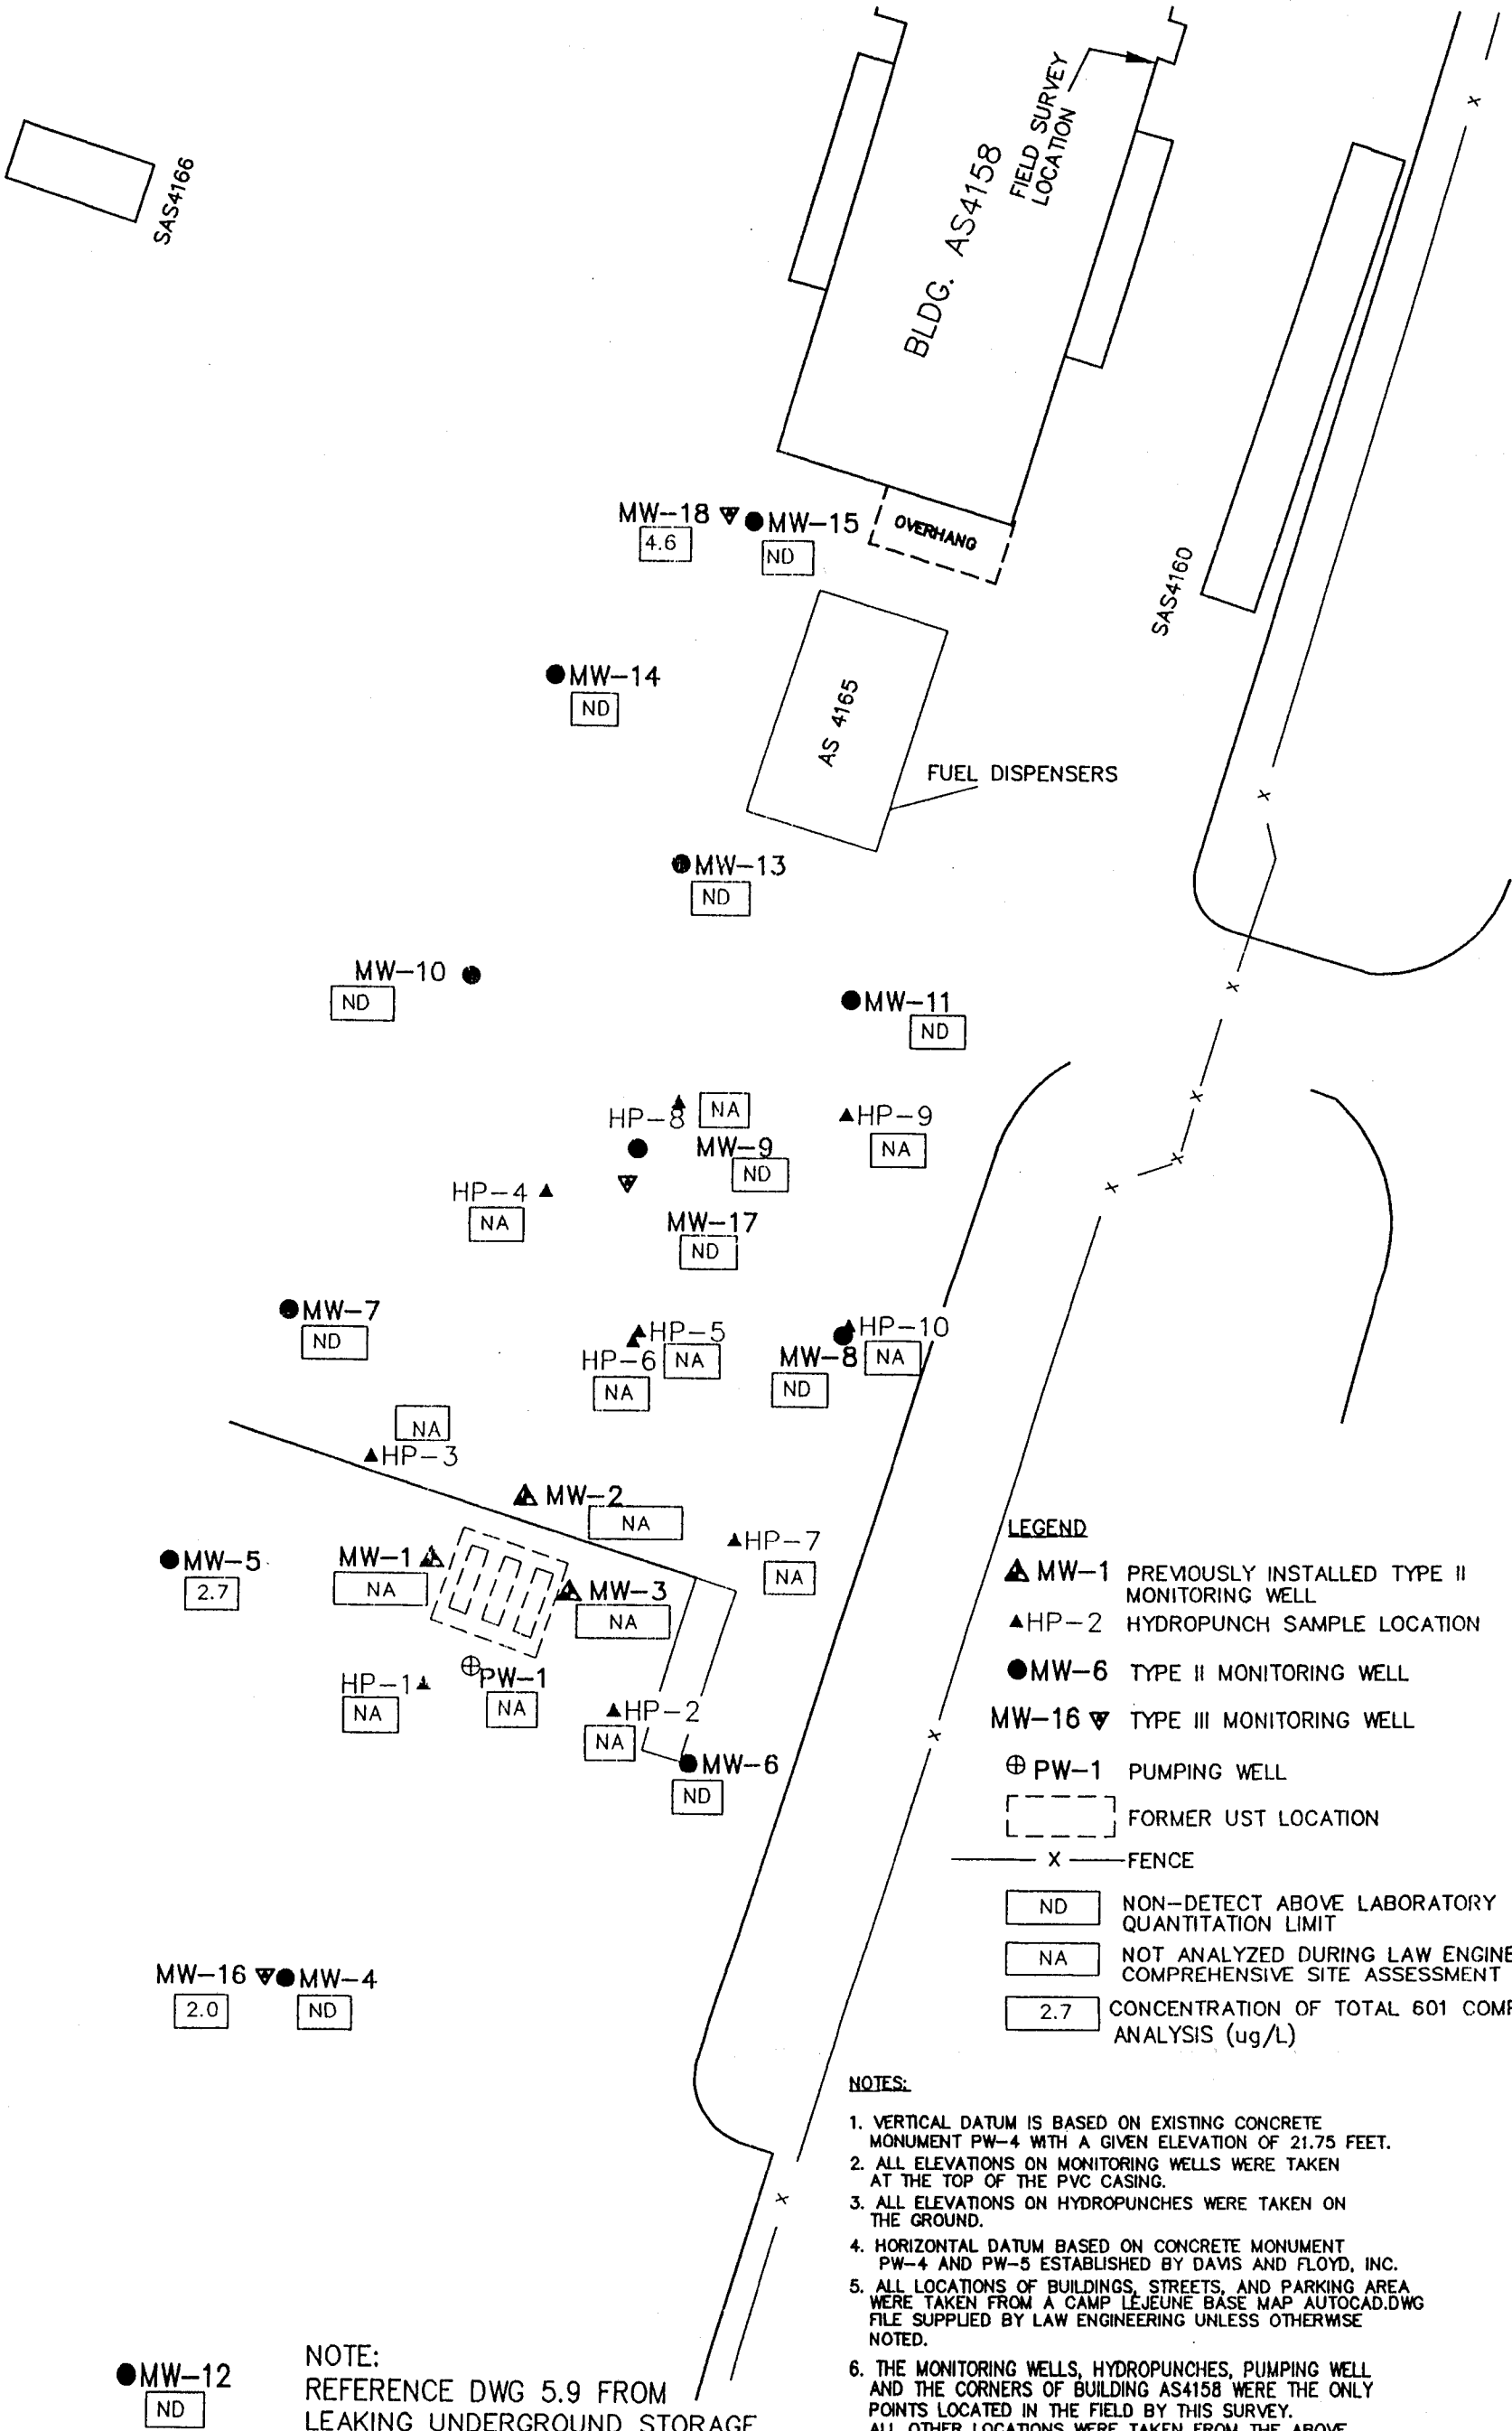 SAS4166
BLDG. AS4158
FIELD SURVEY
LOCATION
x
OVERHANG
MW-18
4.6
MW-15
ND
SAS4160
MW-14
ND
AS 4165
FUEL DISPENSERS
x
MW-13
ND
MW-10
ND
MW-11
ND
x
HP-8
NA
HP-9
NA
x
MW-9
ND
x
HP-4
NA
x
MW-17
ND
MW-7
ND
HP-5
NA
HP-6
NA
HP-10
NA
MW-8
ND
NA
HP-3
MW-2
NA
HP-7
NA
MW-5
2.7
MW-1
NA
MW-3
NA
HP-1
NA
PW-1
NA
HP-2
NA
MW-6
ND
x
MW-16
2.0
MW-4
ND
x
LEGEND
MW-1 PREVIOUSLY INSTALLED TYPE II
MONITORING WELL
HP-2 HYDROPUNCH SAMPLE LOCATION
MW-6 TYPE II MONITORING WELL
MW-16 TYPE III MONITORING WELL
PW-1 PUMPING WELL
FORMER UST LOCATION
X FENCE
ND NON-DETECT ABOVE LABORATORY
QUANTITATION LIMIT
NA NOT ANALYZED DURING LAW ENGINE
COMPREHENSIVE SITE ASSESSMENT
2.7 CONCENTRATION OF TOTAL 601 COMP
ANALYSIS (ug/L)
NOTES:
1. VERTICAL DATUM IS BASED ON EXISTING CONCRETE
MONUMENT PW-4 WITH A GIVEN ELEVATION OF 21.75 FEET.
2. ALL ELEVATIONS ON MONITORING WELLS WERE TAKEN
AT THE TOP OF THE PVC CASING.
3. ALL ELEVATIONS ON HYDROPUNCHES WERE TAKEN ON
THE GROUND.
4. HORIZONTAL DATUM BASED ON CONCRETE MONUMENT
PW-4 AND PW-5 ESTABLISHED BY DAVIS AND FLOYD, INC.
5. ALL LOCATIONS OF BUILDINGS, STREETS, AND PARKING AREA
WERE TAKEN FROM A CAMP LEJEUNE BASE MAP AUTOCAD.DWG
FILE SUPPLIED BY LAW ENGINEERING UNLESS OTHERWISE
NOTED.
6. THE MONITORING WELLS, HYDROPUNCHES, PUMPING WELL
AND THE CORNERS OF BUILDING AS4158 WERE THE ONLY
POINTS LOCATED IN THE FIELD BY THIS SURVEY.
ALL OTHER LOCATIONS WERE TAKEN FROM THE ABOVE
MW-12
ND
NOTE:
REFERENCE DWG 5.9 FROM
LEAKING UNDERGROUND STORAGE